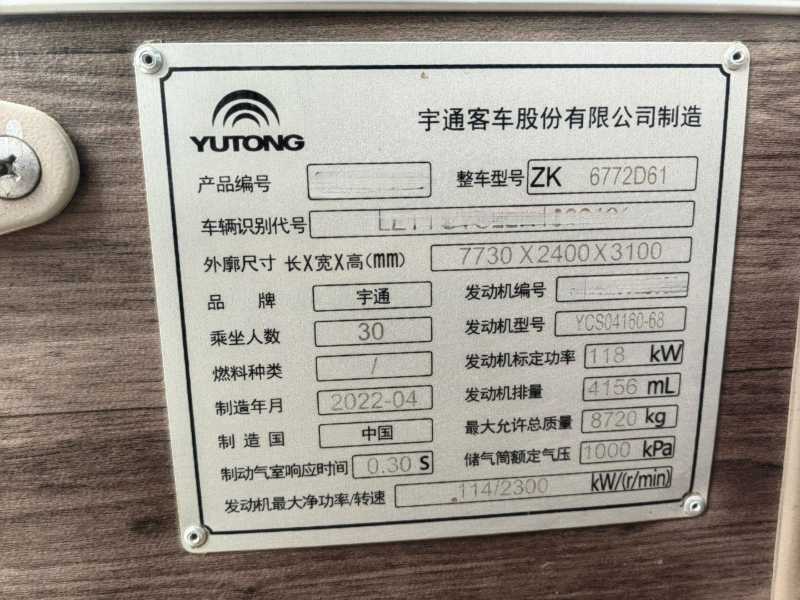 YUTONG
宇通客车股份有限公司制造
产品编号
整车型号 ZK 6772D61
车辆识别代号
外廓尺寸 长X宽X高(mm) 7730X2400X3100
品牌 宇通
发动机编号
乘坐人数 30
发动机型号 YCS04160-68
燃料种类 /
发动机标定功率 118 kW
制造年月 2022-04
发动机排量 4156 mL
制造国 中国
最大允许总质量 8720 kg
制动气室响应时间 0.30 S
储气筒额定气压 1000 kPa
发动机最大净功率/转速 114/2300 kW/(r/min)